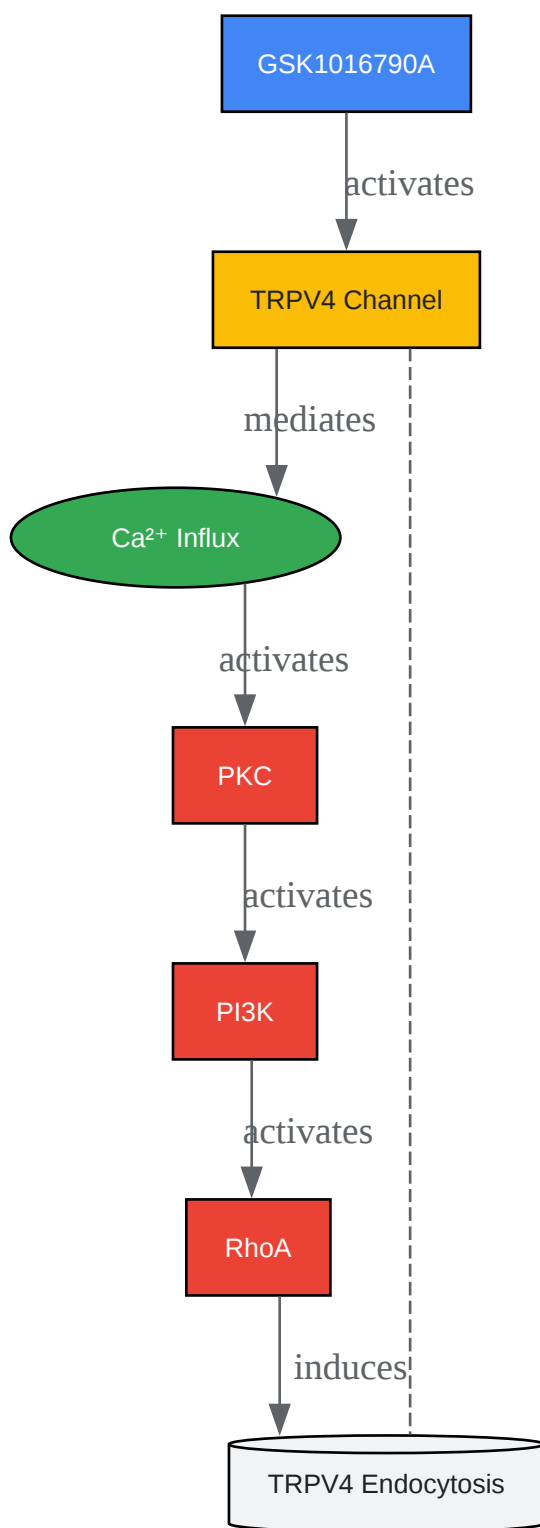 GSK1016790A
activates
TRPV4 Channel
mediates
Ca²⁺ Influx
activates
PKC
activates
PI3K
activates
RhoA
induces
TRPV4 Endocytosis